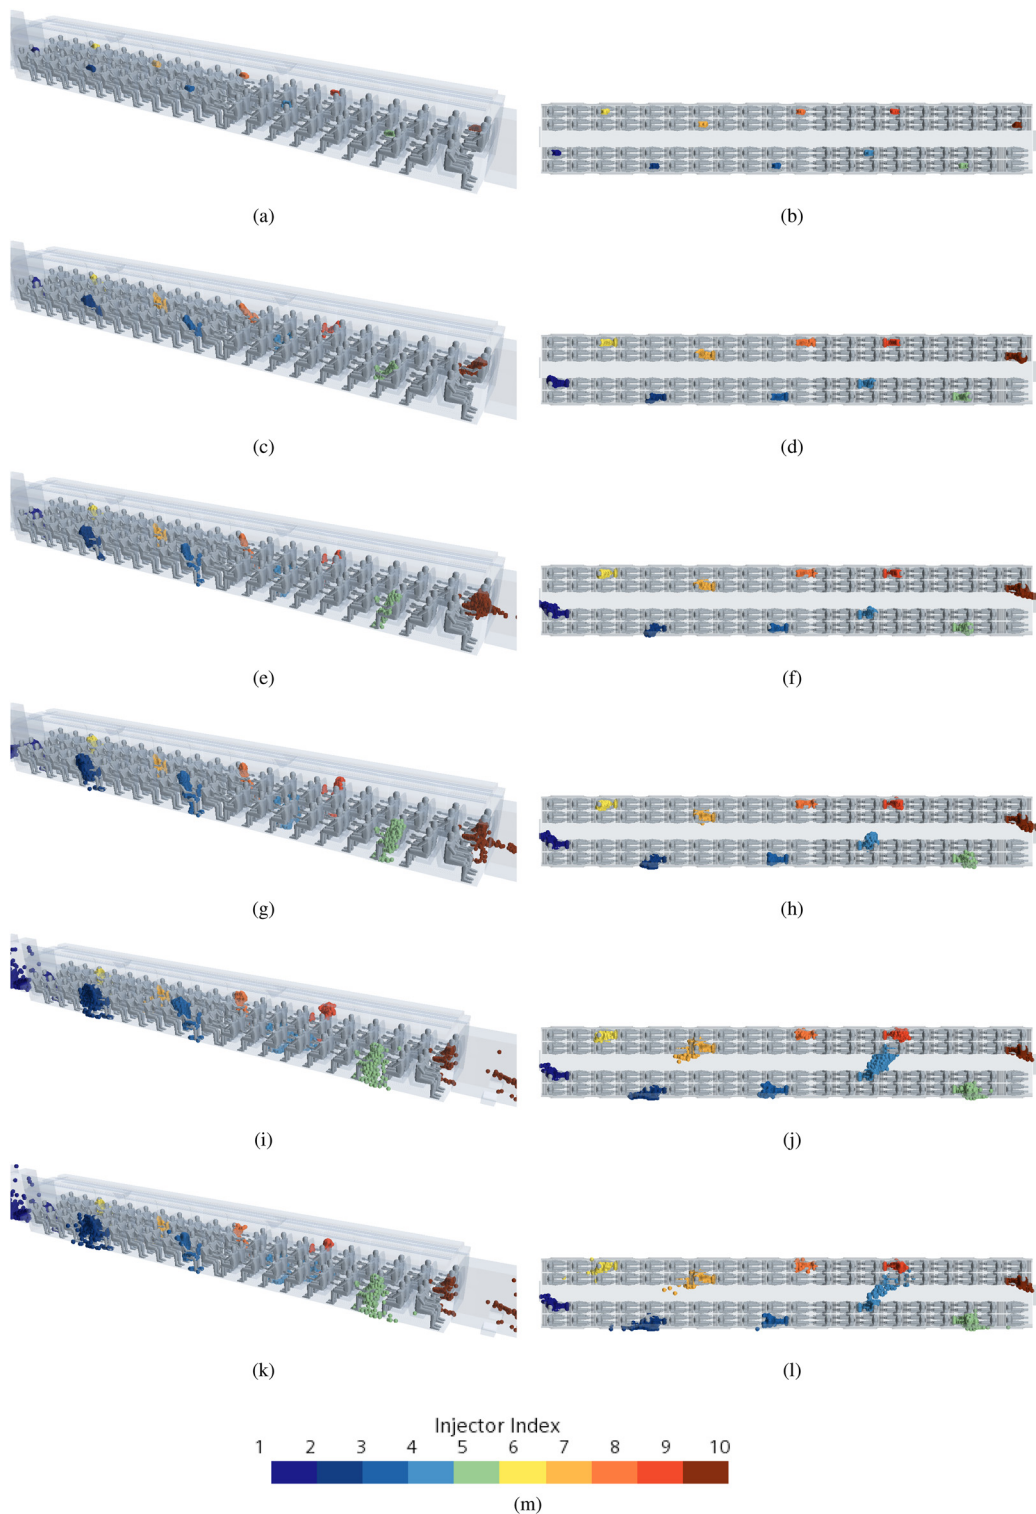 (a)
(b)
(c)
(d)
(e)
(f)
(g)
(h)
(i)
(j)
(k)
(l)
Injector Index
1 2 3 4 5 6 7 8 9 10
(m)